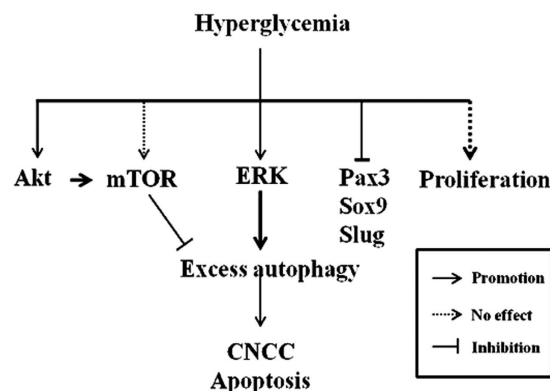 Hyperglycemia
Akt
mTOR
ERK
Pax3
Sox9
Slug
Proliferation
Excess autophagy
CNCC
Apoptosis
Promotion
No effect
Inhibition